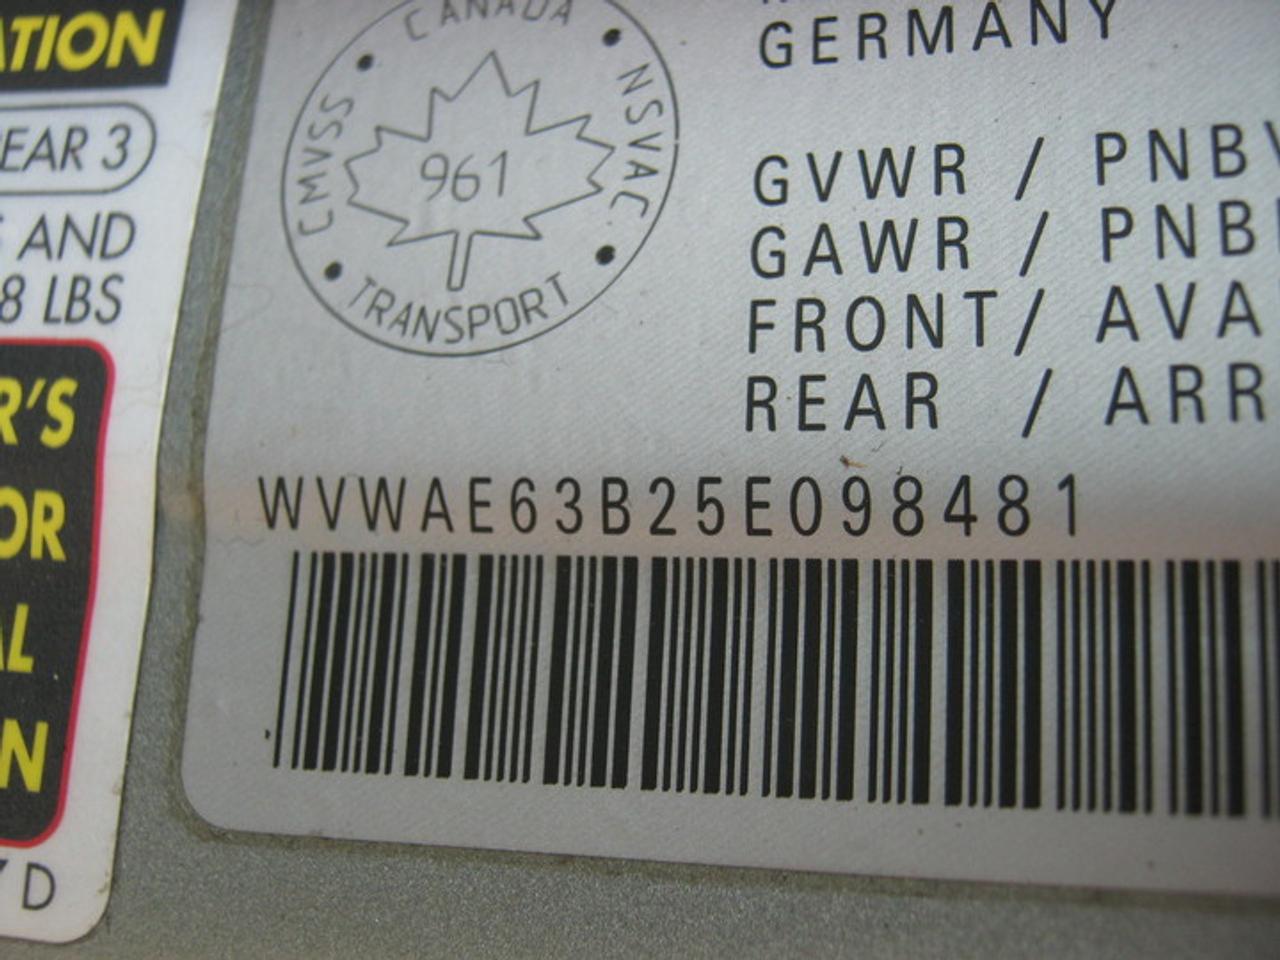 ATION
EAR 3
AND
8 LBS
R'S
OR
AL
N
D
CANADA
CMVSS
NSVAC
961
TRANSPORT
GERMANY
GVWR / PNBV
GAWR / PNB
FRONT/ AVA
REAR / ARR
WVWAE63B25E098481